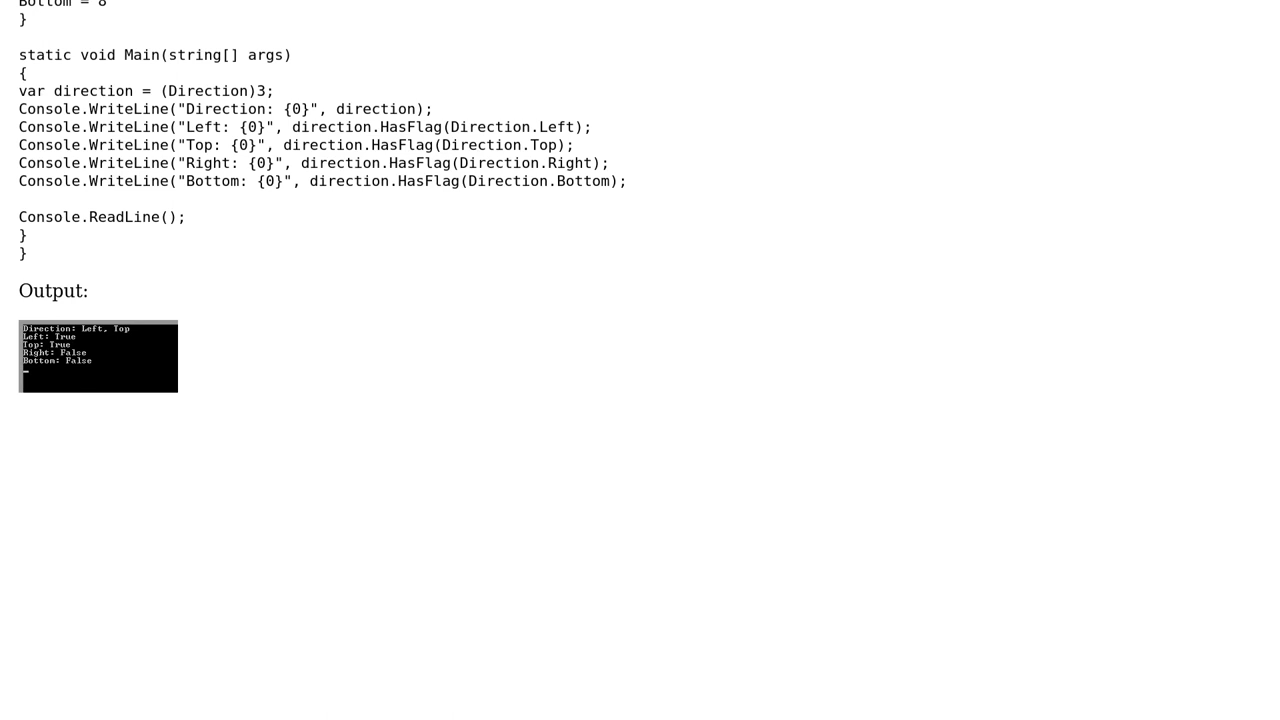 Bottom = 8
}
static void Main(string[] args)
{
var direction = (Direction)3;
Console.WriteLine("Direction: {0}", direction);
Console.WriteLine("Left: {0}", direction.HasFlag(Direction.Left);
Console.WriteLine("Top: {0}", direction.HasFlag(Direction.Top);
Console.WriteLine("Right: {0}", direction.HasFlag(Direction.Right);
Console.WriteLine("Bottom: {0}", direction.HasFlag(Direction.Bottom);
Console.ReadLine();
}
}
Output:
Direction: Left, Top
Left: True
Top: True
Right: False
Bottom: False